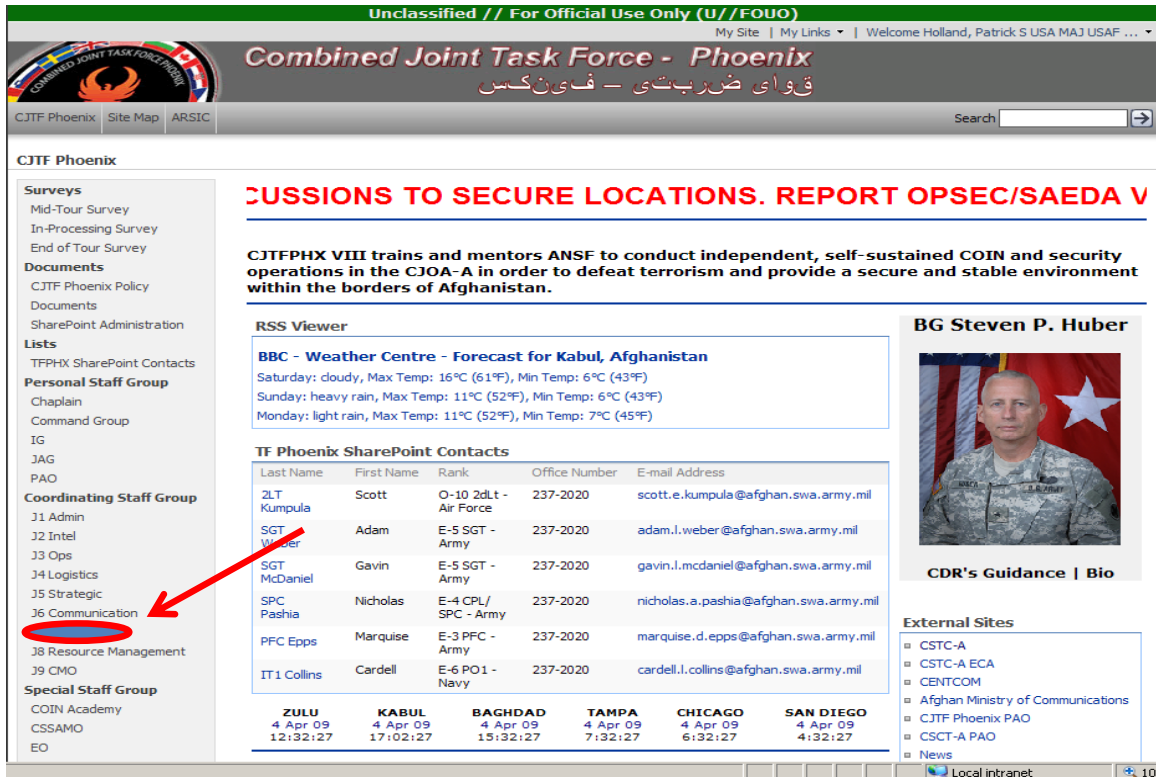 Unclassified // For Official Use Only (U//FOUO)
My Site | My Links | Welcome Holland, Patrick S USA MAJ USAF ...
COMBINED JOINT TASK FORCE PHOENIX
Combined Joint Task Force - Phoenix
قوای ضربتی – فینکس
CJTF Phoenix Site Map ARSIC
Search
CJTF Phoenix
Surveys
Mid-Tour Survey
In-Processing Survey
End of Tour Survey
Documents
CJTF Phoenix Policy
Documents
SharePoint Administration
Lists
TFPHX SharePoint Contacts
Personal Staff Group
Chaplain
Command Group
IG
JAG
PAO
Coordinating Staff Group
J1 Admin
J2 Intel
J3 Ops
J4 Logistics
J5 Strategic
J6 Communication
J8 Resource Management
J9 CMO
Special Staff Group
COIN Academy
CSSAMO
EO
CUSSIONS TO SECURE LOCATIONS. REPORT OPSEC/SAEDA V
CJTFPHX VIII trains and mentors ANSF to conduct independent, self-sustained COIN and security
operations in the CJOA-A in order to defeat terrorism and provide a secure and stable environment
within the borders of Afghanistan.
RSS Viewer
BBC - Weather Centre - Forecast for Kabul, Afghanistan
Saturday: cloudy, Max Temp: 16°C (61°F), Min Temp: 6°C (43°F)
Sunday: heavy rain, Max Temp: 11°C (52°F), Min Temp: 6°C (43°F)
Monday: light rain, Max Temp: 11°C (52°F), Min Temp: 7°C (45°F)
TF Phoenix SharePoint Contacts
Last Name First Name Rank Office Number E-mail Address
2LT Kumpula Scott O-10 2dLt - Air Force 237-2020 scott.e.kumpula@afghan.swa.army.mil
SGT Weber Adam E-5 SGT - Army 237-2020 adam.l.weber@afghan.swa.army.mil
SGT McDaniel Gavin E-5 SGT - Army 237-2020 gavin.l.mcdaniel@afghan.swa.army.mil
SPC Pashia Nicholas E-4 CPL/ SPC - Army 237-2020 nicholas.a.pashia@afghan.swa.army.mil
PFC Epps Marquise E-3 PFC - Army 237-2020 marquise.d.epps@afghan.swa.army.mil
IT1 Collins Cardell E-6 PO1 - Navy 237-2020 cardell.l.collins@afghan.swa.army.mil
ZULU KABUL BAGHDAD TAMPA CHICAGO SAN DIEGO
4 Apr 09 4 Apr 09 4 Apr 09 4 Apr 09 4 Apr 09 4 Apr 09
12:32:27 17:02:27 15:32:27 7:32:27 6:32:27 4:32:27
BG Steven P. Huber
HUBER U.S. ARMY
CDR's Guidance | Bio
External Sites
CSTC-A
CSTC-A ECA
CENTCOM
Afghan Ministry of Communications
CJTF Phoenix PAO
CSCT-A PAO
News
Local intranet
10